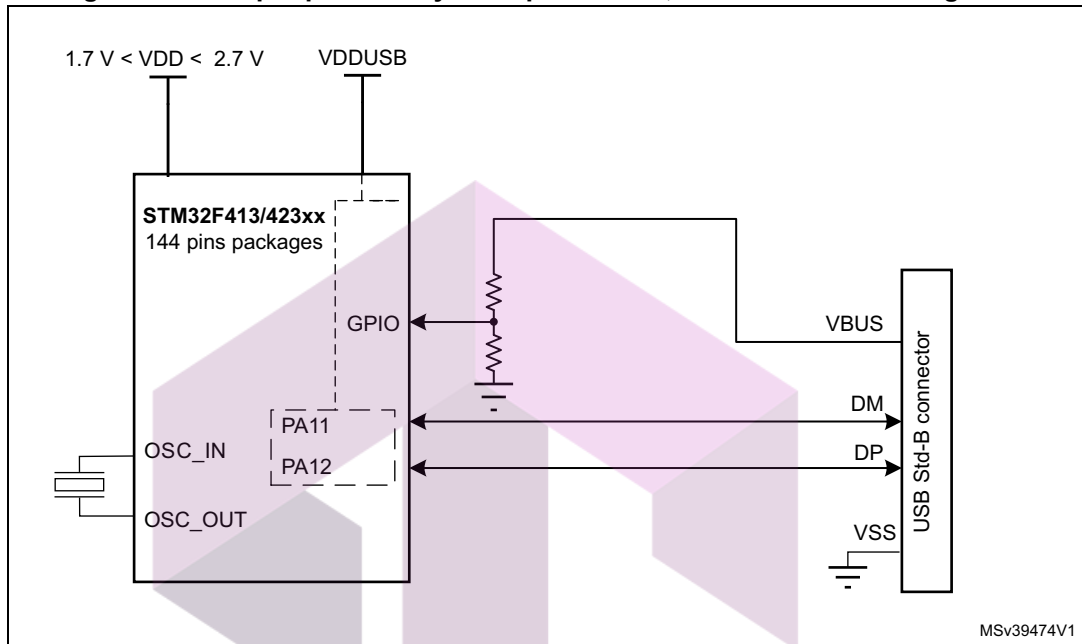 1.7 V < VDD < 2.7 V
VDDUSB
STM32F413/423xx
144 pins packages
GPIO
VBUS
PA11
DM
OSC_IN
PA12
DP
OSC_OUT
VSS
USB Std-B connector
MSv39474V1